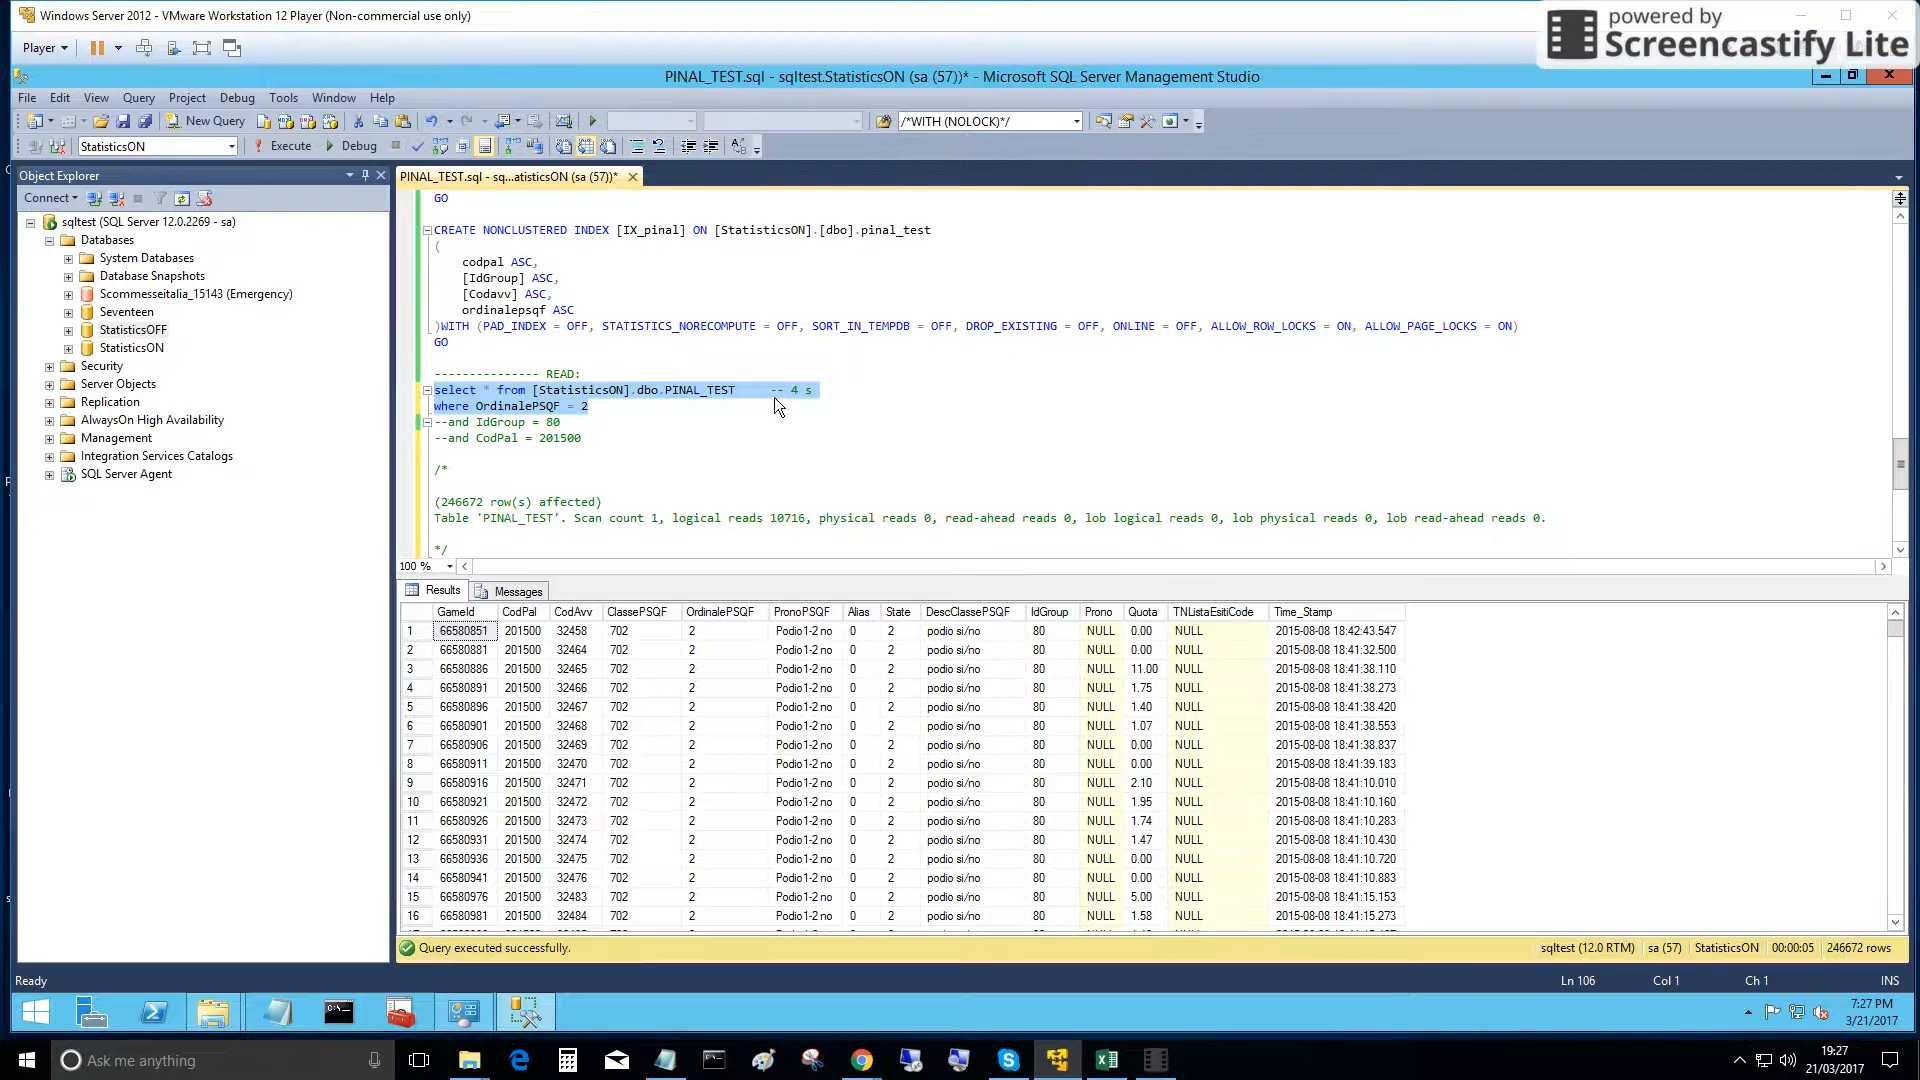 Windows Server 2012 - VMware Workstation 12 Player (Non-commercial use only)
powered by
Screencastify Lite
Player
PINAL_TEST.sql - sqltest.StatisticsON (sa (57))* - Microsoft SQL Server Management Studio
File Edit View Query Project Debug Tools Window Help
New Query /*WITH (NOLOCK)*/
StatisticsON Execute Debug
Object Explorer
Connect
sqltest (SQL Server 12.0.2269 - sa)
Databases
System Databases
Database Snapshots
Scommesseitalia_15143 (Emergency)
Seventeen
StatisticsOFF
StatisticsON
Security
Server Objects
Replication
AlwaysOn High Availability
Management
Integration Services Catalogs
SQL Server Agent
PINAL_TEST.sql - sq...atisticsON (sa (57))*
GO
CREATE NONCLUSTERED INDEX [IX_pinal] ON [StatisticsON].[dbo].pinal_test
(
codpal ASC,
[IdGroup] ASC,
[Codavv] ASC,
ordinalepsqf ASC
)WITH (PAD_INDEX = OFF, STATISTICS_NORECOMPUTE = OFF, SORT_IN_TEMPDB = OFF, DROP_EXISTING = OFF, ONLINE = OFF, ALLOW_ROW_LOCKS = ON, ALLOW_PAGE_LOCKS = ON)
GO
--------------- READ:
select * from [StatisticsON].dbo.PINAL_TEST -- 4 s
where OrdinalePSQF = 2
--and IdGroup = 80
--and CodPal = 201500
/*
(246672 row(s) affected)
Table 'PINAL_TEST'. Scan count 1, logical reads 10716, physical reads 0, read-ahead reads 0, lob logical reads 0, lob physical reads 0, lob read-ahead reads 0.
*/
100 %
Results Messages
GameId CodPal CodAvv ClassePSQF OrdinalePSQF PronoPSQF Alias State DescClassePSQF IdGroup Prono Quota TNListaEsitiCode Time_Stamp
1 66580851 201500 32458 702 2 Podio1-2 no 0 2 podio si/no 80 NULL 0.00 NULL 2015-08-08 18:42:43.547
2 66580881 201500 32464 702 2 Podio1-2 no 0 2 podio si/no 80 NULL 0.00 NULL 2015-08-08 18:41:32.500
3 66580886 201500 32465 702 2 Podio1-2 no 0 2 podio si/no 80 NULL 11.00 NULL 2015-08-08 18:41:38.110
4 66580891 201500 32466 702 2 Podio1-2 no 0 2 podio si/no 80 NULL 1.75 NULL 2015-08-08 18:41:38.273
5 66580896 201500 32467 702 2 Podio1-2 no 0 2 podio si/no 80 NULL 1.40 NULL 2015-08-08 18:41:38.420
6 66580901 201500 32468 702 2 Podio1-2 no 0 2 podio si/no 80 NULL 1.07 NULL 2015-08-08 18:41:38.553
7 66580906 201500 32469 702 2 Podio1-2 no 0 2 podio si/no 80 NULL 0.00 NULL 2015-08-08 18:41:38.837
8 66580911 201500 32470 702 2 Podio1-2 no 0 2 podio si/no 80 NULL 0.00 NULL 2015-08-08 18:41:39.183
9 66580916 201500 32471 702 2 Podio1-2 no 0 2 podio si/no 80 NULL 2.10 NULL 2015-08-08 18:41:10.010
10 66580921 201500 32472 702 2 Podio1-2 no 0 2 podio si/no 80 NULL 1.95 NULL 2015-08-08 18:41:10.160
11 66580926 201500 32473 702 2 Podio1-2 no 0 2 podio si/no 80 NULL 1.74 NULL 2015-08-08 18:41:10.283
12 66580931 201500 32474 702 2 Podio1-2 no 0 2 podio si/no 80 NULL 1.47 NULL 2015-08-08 18:41:10.430
13 66580936 201500 32475 702 2 Podio1-2 no 0 2 podio si/no 80 NULL 0.00 NULL 2015-08-08 18:41:10.720
14 66580941 201500 32476 702 2 Podio1-2 no 0 2 podio si/no 80 NULL 0.00 NULL 2015-08-08 18:41:10.883
15 66580976 201500 32483 702 2 Podio1-2 no 0 2 podio si/no 80 NULL 5.00 NULL 2015-08-08 18:41:15.153
16 66580981 201500 32484 702 2 Podio1-2 no 0 2 podio si/no 80 NULL 1.58 NULL 2015-08-08 18:41:15.273
Query executed successfully. sqltest (12.0 RTM) sa (57) StatisticsON 00:00:05 246672 rows
Ready Ln 106 Col 1 Ch 1 INS
7:27 PM
3/21/2017
Ask me anything
19:27
21/03/2017